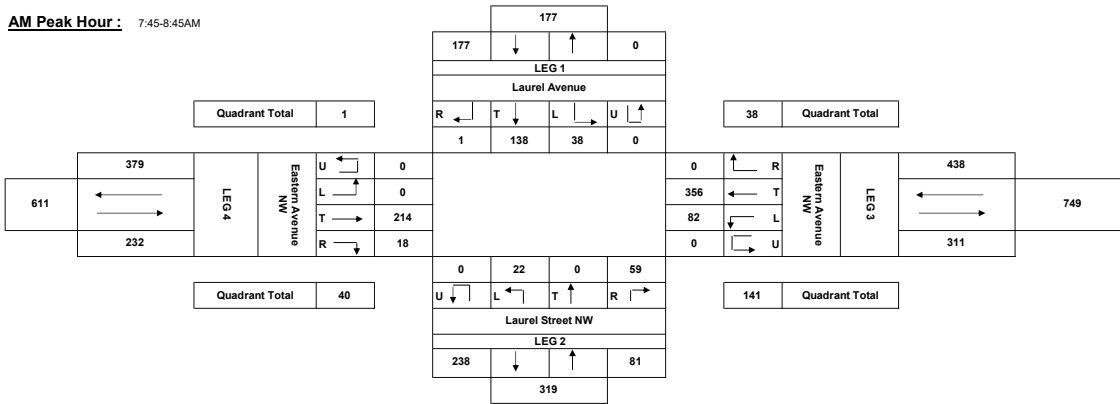 AM Peak Hour : 7:45-8:45AM
177
177 0
LEG 1
Laurel Avenue
Quadrant Total 1
R T L U
38 Quadrant Total
1 138 38 0
379
U 0
0 R
438
611
LEG 4
Eastern Avenue NW
L 0
356 T
Eastern Avenue NW
LEG 3
749
T 214
82 L
232
R 18
0 U
311
0 22 0 59
Quadrant Total 40
U L T R
141 Quadrant Total
Laurel Street NW
LEG 2
238 81
319